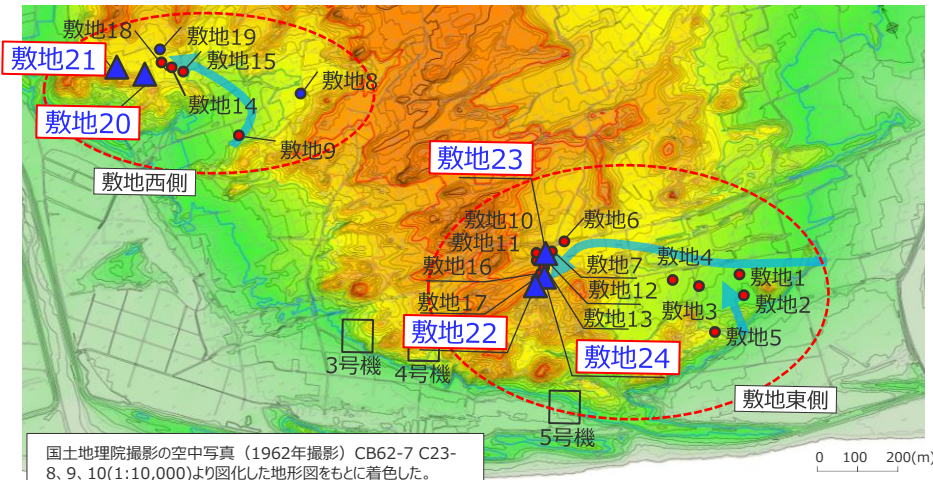 敷地18
敷地19
敷地21
敷地15
敷地8
敷地20
敷地14
敷地9
敷地西側
敷地23
敷地10
敷地6
敷地11
敷地16
敷地7
敷地4
敷地1
敷地12
敷地17
敷地3
敷地2
敷地13
敷地22
敷地5
敷地24
3号機
4号機
敷地東側
5号機
国土地理院撮影の空中写真（1962年撮影）CB62-7 C23-
8、9、10(1:10,000)より図化した地形図をもとに着色した。
0 100 200(m)